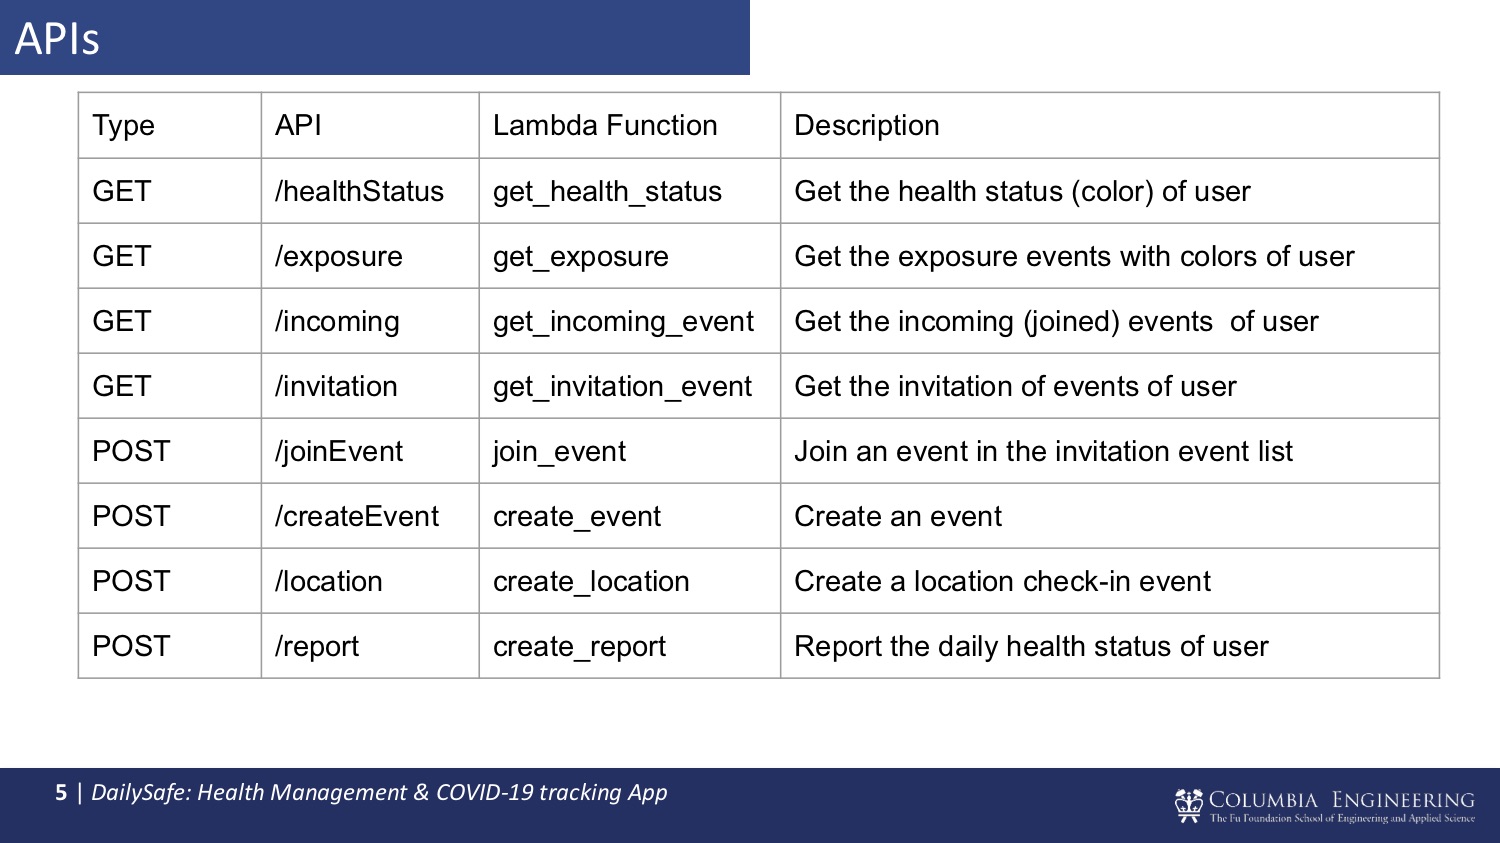 APIs
Type API Lambda Function Description
GET /healthStatus get_health_status Get the health status (color) of user
GET /exposure get_exposure Get the exposure events with colors of user
GET /incoming get_incoming_event Get the incoming (joined) events  of user
GET /invitation get_invitation_event Get the invitation of events of user
POST /joinEvent join_event Join an event in the invitation event list
POST /createEvent create_event Create an event
POST /location create_location Create a location check-in event
POST /report create_report Report the daily health status of user
5 | DailySafe: Health Management & COVID-19 tracking App
COLUMBIA ENGINEERING
The Fu Foundation School of Engineering and Applied Science